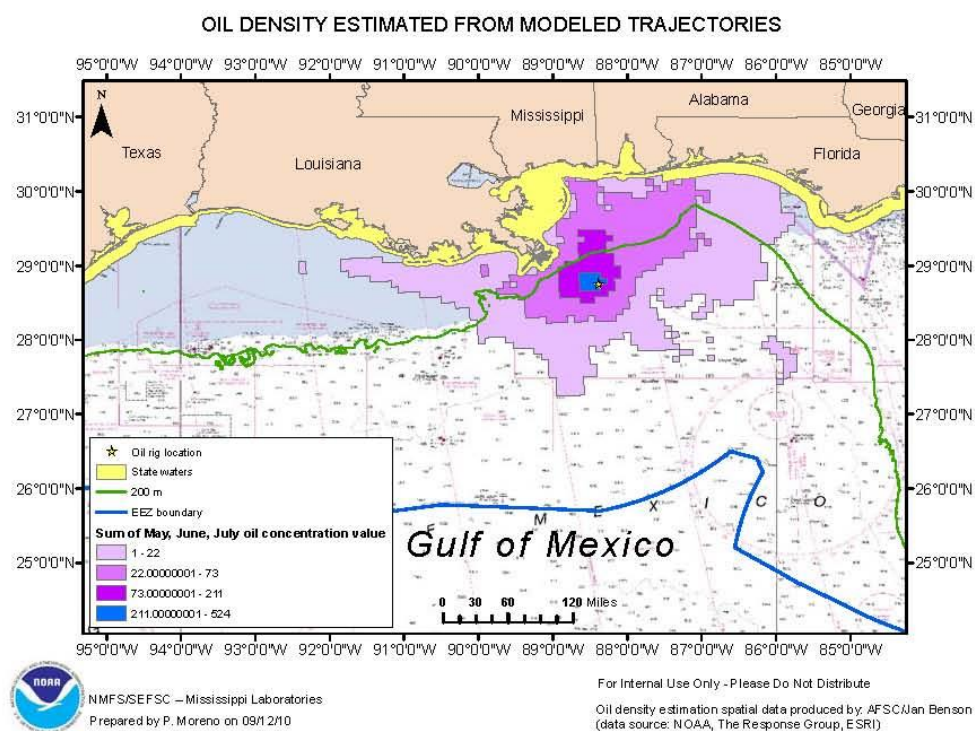 OIL DENSITY ESTIMATED FROM MODELED TRAJECTORIES
95°0'0"W 94°0'0"W 93°0'0"W 92°0'0"W 91°0'0"W 90°0'0"W 89°0'0"W 88°0'0"W 87°0'0"W 86°0'0"W 85°0'0"W
N
31°0'0"N 31°0'0"N
Alabama
Georgia
Mississippi
Texas
Louisiana
Florida
30°0'0"N 30°0'0"N
29°0'0"N 29°0'0"N
28°0'0"N 28°0'0"N
27°0'0"N 27°0'0"N
26°0'0"N 26°0'0"N
25°0'0"N 25°0'0"N
Oil rig location
State waters
200 m
EEZ boundary
Sum of May, June, July oil concentration value
1 - 22
22.00000001 - 73
73.00000001 - 211
211.00000001 - 524
F M E X I C O
Gulf of Mexico
0 30 60 120 Miles
95°0'0"W 94°0'0"W 93°0'0"W 92°0'0"W 91°0'0"W 90°0'0"W 89°0'0"W 88°0'0"W 87°0'0"W 86°0'0"W 85°0'0"W
NOAA
NMFS/SEFSC – Mississippi Laboratories
Prepared by P. Moreno on 09/12/10
For Internal Use Only - Please Do Not Distribute
Oil density estimation spatial data produced by: AFSC/Jan Benson
(data source: NOAA, The Response Group, ESRI)